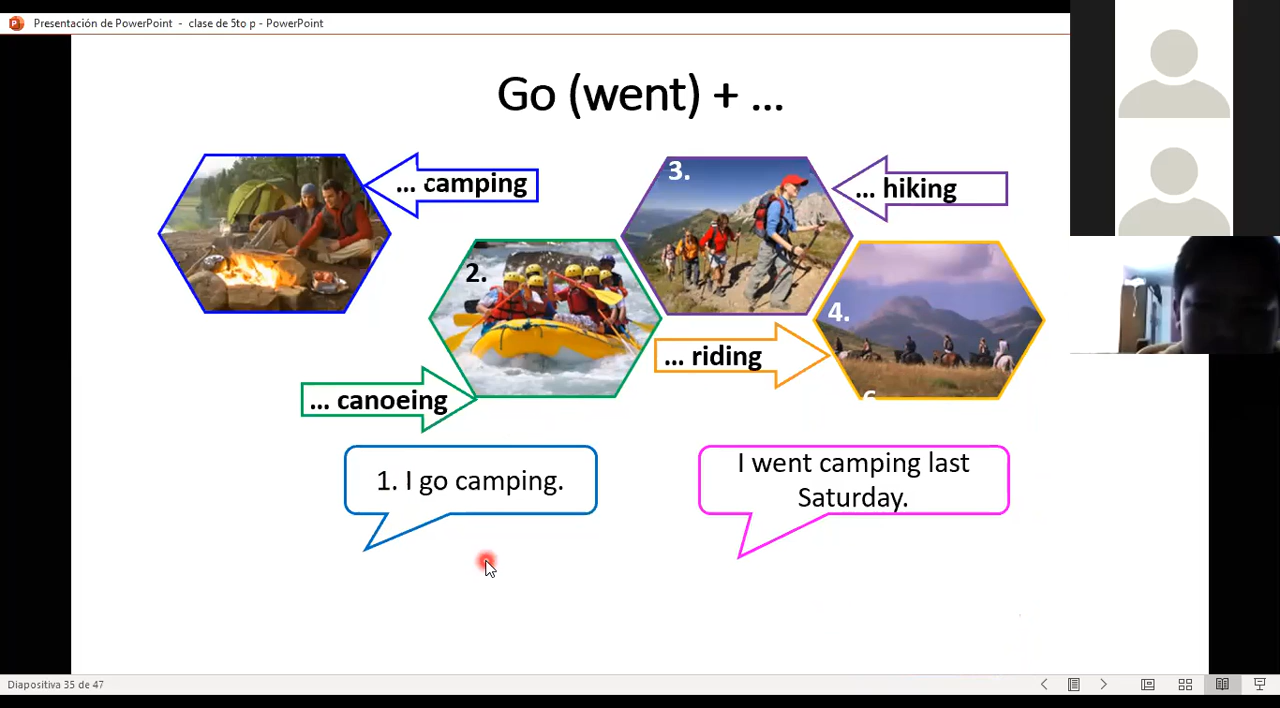 Presentación de PowerPoint - clase de 5to p - PowerPoint
Go (went) + ...
... camping
3.
... hiking
2.
4.
... riding
... canoeing
6
1. I go camping.
I went camping last
Saturday.
Diapositiva 35 de 47